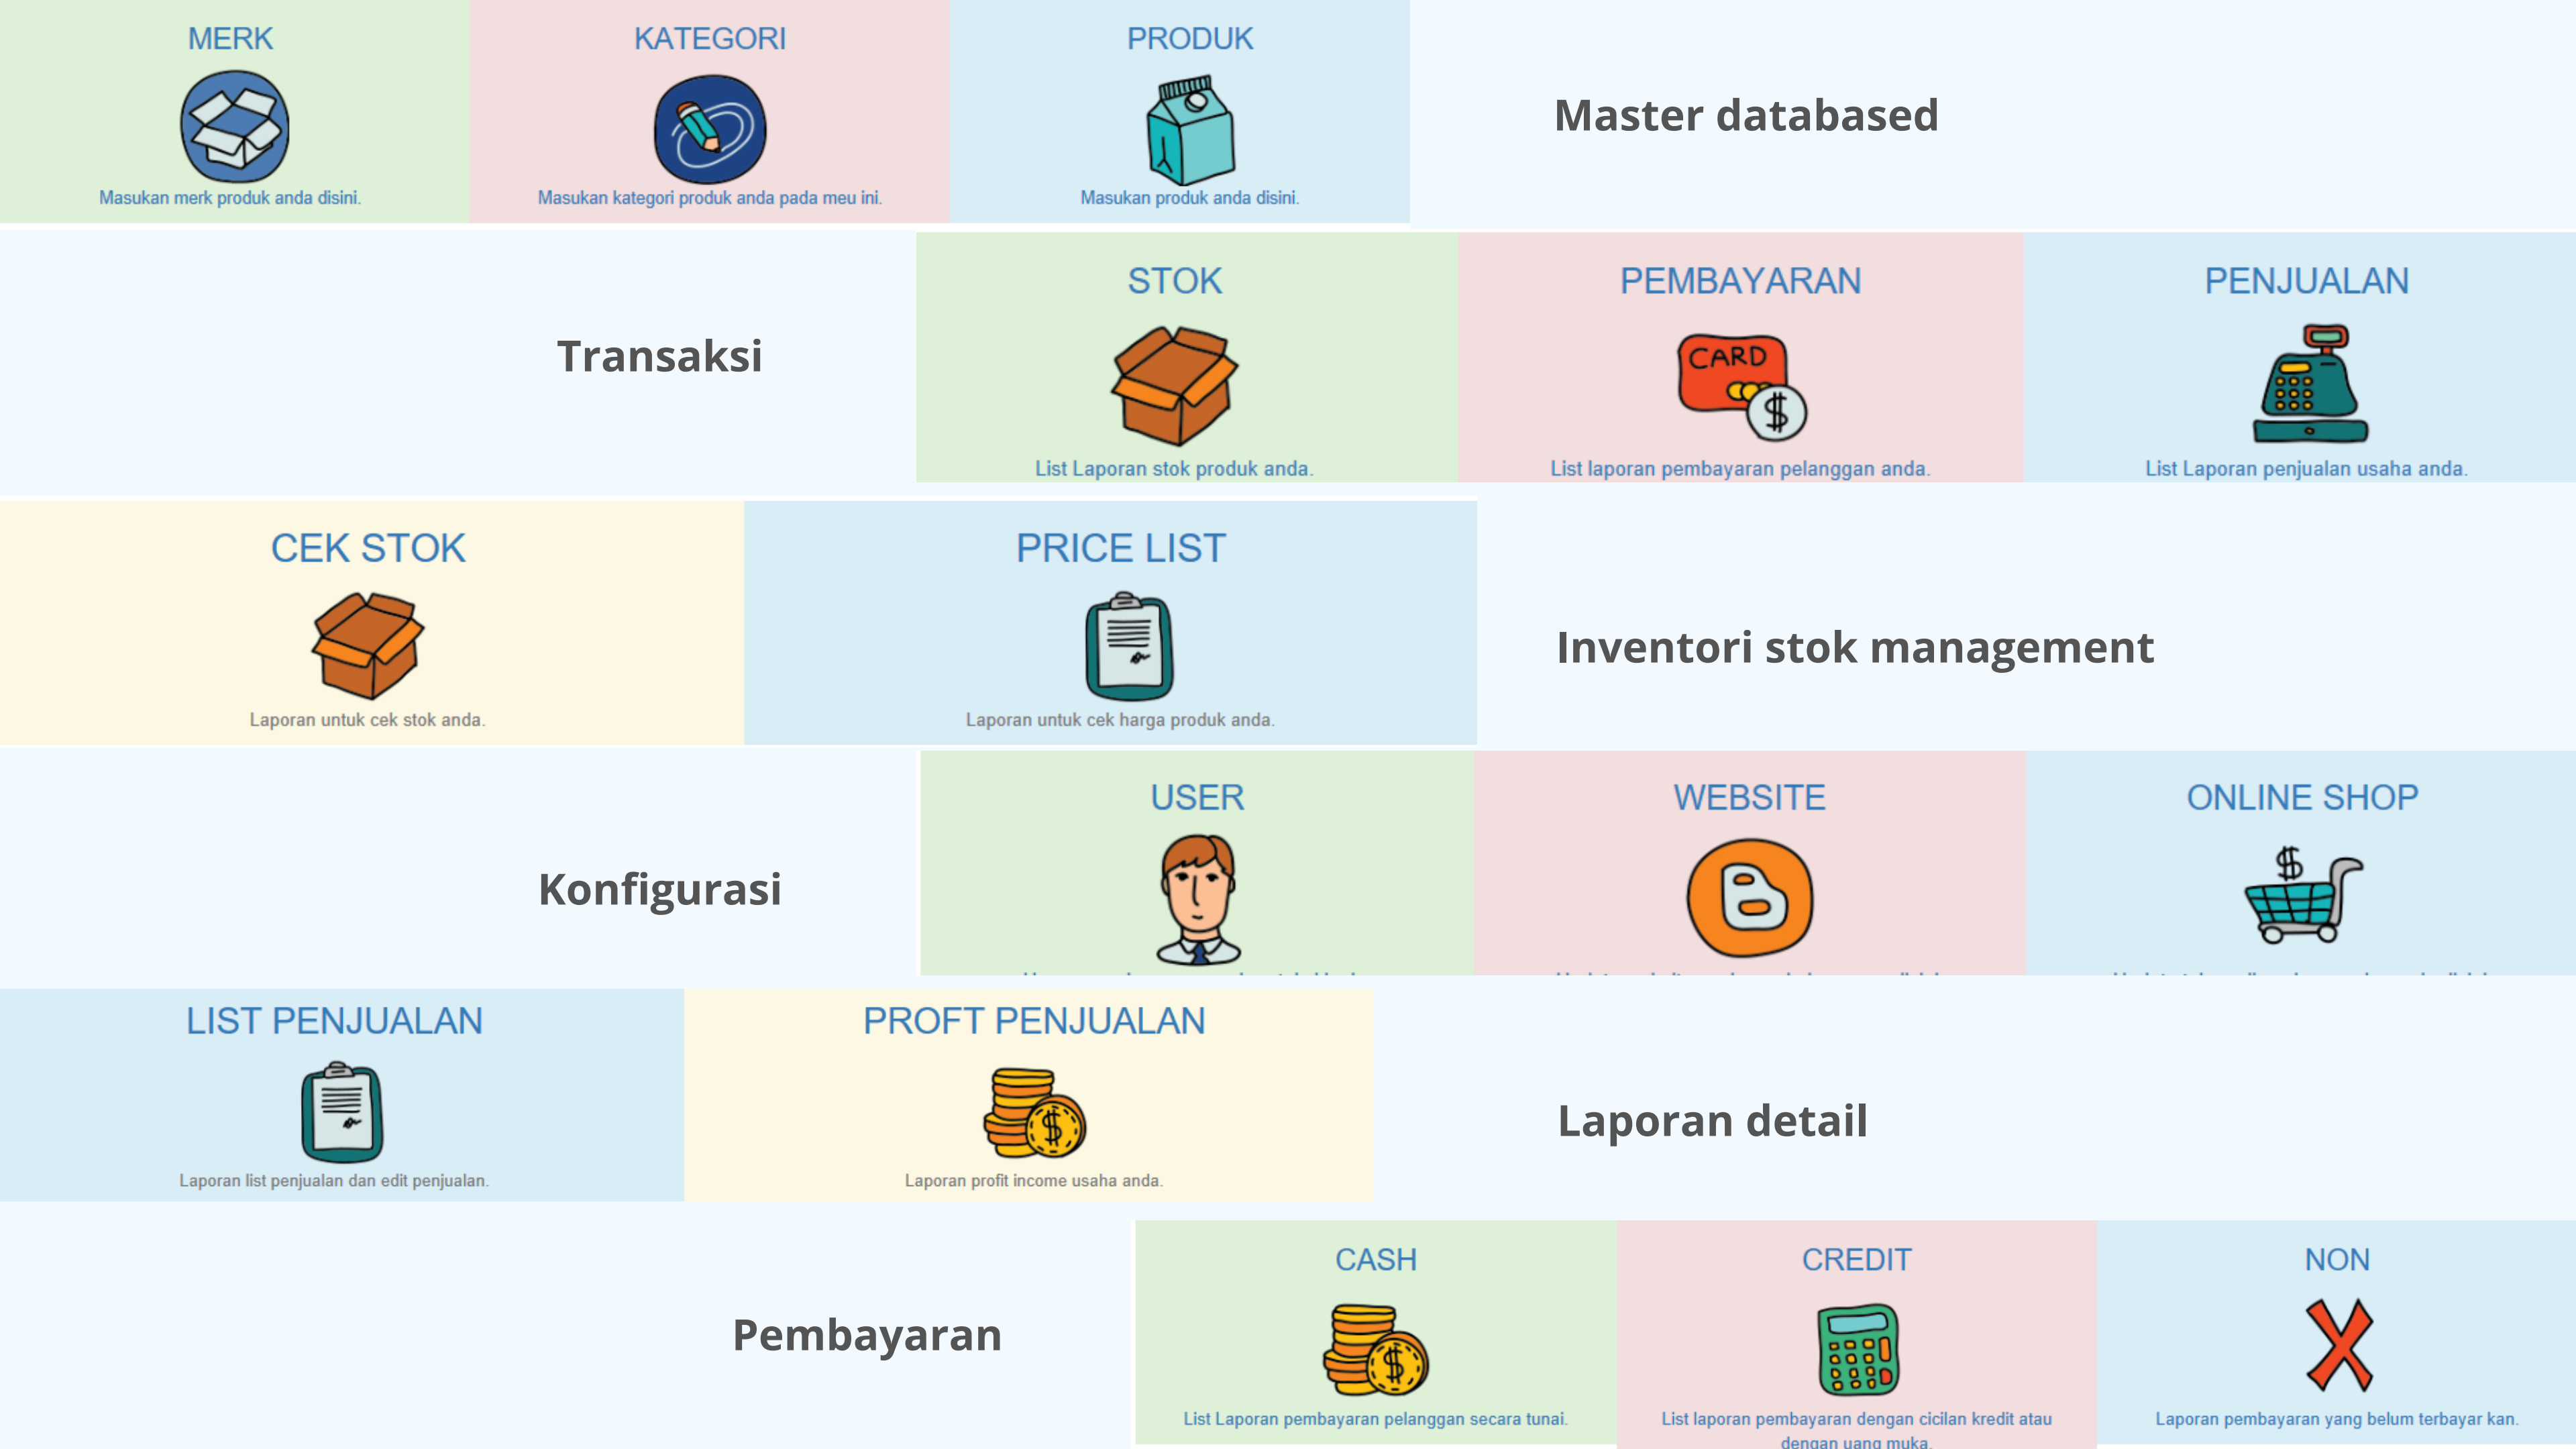 MERK
KATEGORI
PRODUK
Masukan merk produk anda disini.
Masukan kategori produk anda pada meu ini.
Masukan produk anda disini.
Master databased
Transaksi
STOK
PEMBAYARAN
PENJUALAN
CARD
$
List Laporan stok produk anda.
List laporan pembayaran pelanggan anda.
List Laporan penjualan usaha anda.
CEK STOK
PRICE LIST
Laporan untuk cek stok anda.
Laporan untuk cek harga produk anda.
Inventori stok management
Konfigurasi
USER
WEBSITE
ONLINE SHOP
B
$
LIST PENJUALAN
PROFT PENJUALAN
$
Laporan list penjualan dan edit penjualan.
Laporan profit income usaha anda.
Laporan detail
Pembayaran
CASH
CREDIT
NON
$
List Laporan pembayaran pelanggan secara tunai.
List laporan pembayaran dengan cicilan kredit atau
dengan uang muka.
Laporan pembayaran yang belum terbayar kan.